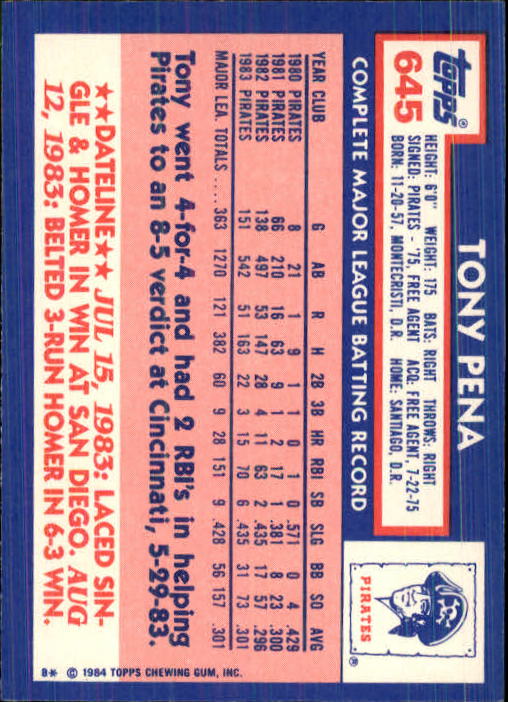 topps®
645
TONY PENA
HEIGHT: 6'0" WEIGHT: 175 BATS: RIGHT THROWS: RIGHT
SIGNED: PIRATES - '75, FREE AGENT ACQ: FREE AGENT, 7-22-75
BORN: 11-20-57, MONTECRISTI, D.R. HOME: SANTIAGO, D.R.
PIRATES
®
COMPLETE MAJOR LEAGUE BATTING RECORD
YEAR CLUB G AB R H 2B 3B HR RBI SB SLG BB SO AVG
1980 PIRATES 8 21 1 9 1 1 0 1 0 .571 0 4 .429
1981 PIRATES 66 210 16 63 9 1 2 17 1 .381 8 23 .300
1982 PIRATES 138 497 53 147 28 4 11 63 2 .435 17 57 .296
1983 PIRATES 151 542 51 163 22 3 15 70 6 .435 31 73 .301
MAJOR LEA. TOTALS .... 363 1270 121 382 60 9 28 151 9 .428 56 157 .301
Tony went 4-for-4 and had 2 RBI's in helping
Pirates to an 8-5 verdict at Cincinnati, 5-29-83.
★★DATELINE★★ JUL 15, 1983: LACED SIN-
GLE & HOMER IN WIN AT SAN DIEGO. AUG
12, 1983: BELTED 3-RUN HOMER IN 6-3 WIN.
B* © 1984 TOPPS CHEWING GUM, INC.